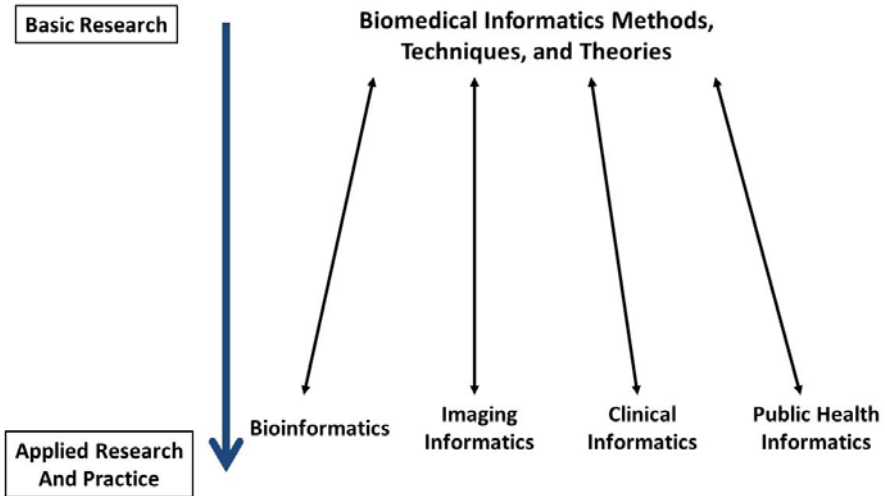 Basic Research
Biomedical Informatics Methods,
Techniques, and Theories
Bioinformatics
Imaging
Informatics
Clinical
Informatics
Public Health
Informatics
Applied Research
And Practice